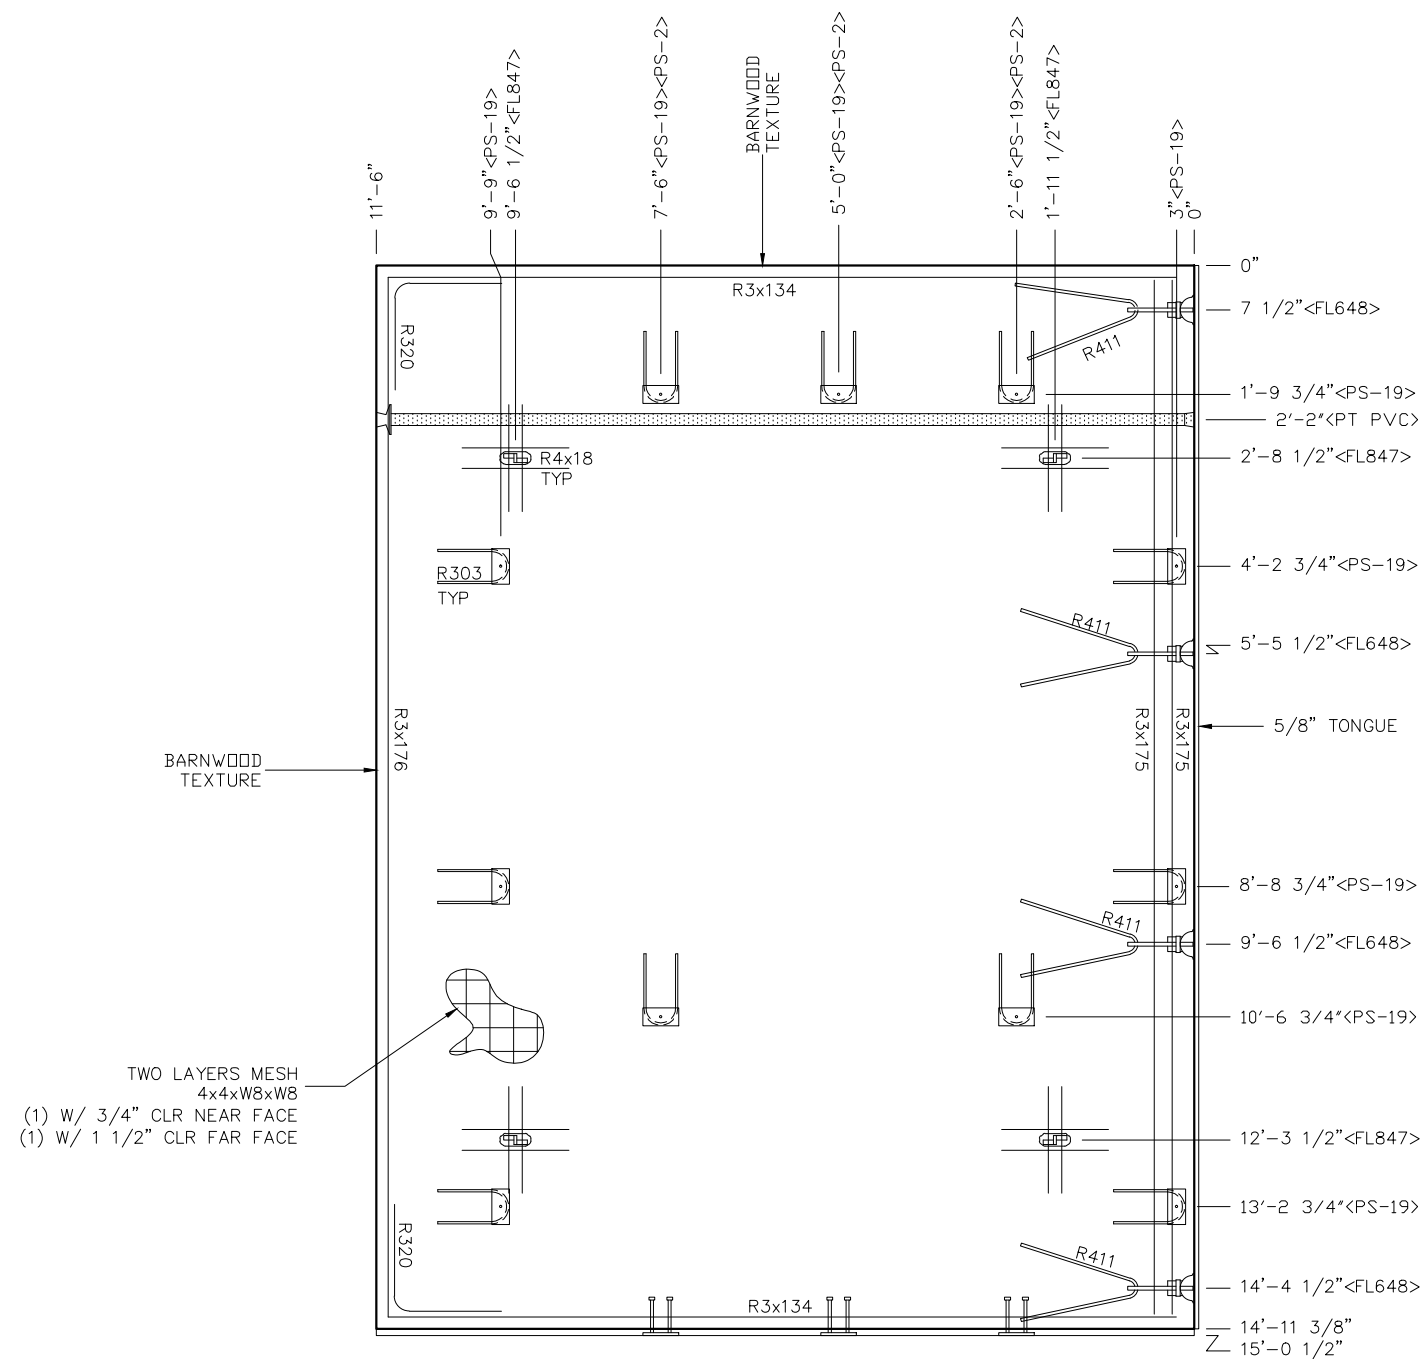 11'-6"
9'-9"<PS-19>
9'-6 1/2"<FL847>
7'-6"<PS-19><PS-2>
BARNWOOD
TEXTURE
5'-0"<PS-19><PS-2>
2'-6"<PS-19><PS-2>
1'-11 1/2"<FL847>
3"<PS-19>
0"
0"
R3x134
7 1/2"<FL648>
R320
R411
1'-9 3/4"<PS-19>
2'-2"<PT PVC>
R4x18
TYP
2'-8 1/2"<FL847>
R303
TYP
4'-2 3/4"<PS-19>
R411
5'-5 1/2"<FL648>
R3x176
R3x175
R3x175
5/8" TONGUE
BARNWOOD
TEXTURE
8'-8 3/4"<PS-19>
R411
9'-6 1/2"<FL648>
10'-6 3/4"<PS-19>
TWO LAYERS MESH
4x4xW8xW8
(1) W/ 3/4" CLR NEAR FACE
(1) W/ 1 1/2" CLR FAR FACE
12'-3 1/2"<FL847>
13'-2 3/4"<PS-19>
R320
R411
14'-4 1/2"<FL648>
R3x134
14'-11 3/8"
15'-0 1/2"